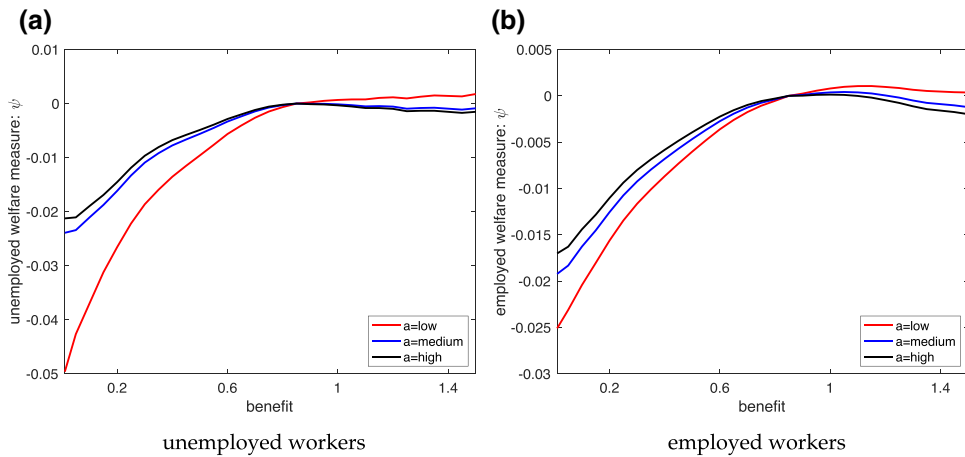 (a)
0.01
0
-0.01
-0.02
-0.03
-0.04
-0.05
unemployed welfare measure: ψ
0.2 0.6 1 1.4
benefit
a=low
a=medium
a=high
unemployed workers
(b)
0.005
0
-0.005
-0.01
-0.015
-0.02
-0.025
-0.03
employed welfare measure: ψ
0.2 0.6 1 1.4
benefit
a=low
a=medium
a=high
employed workers